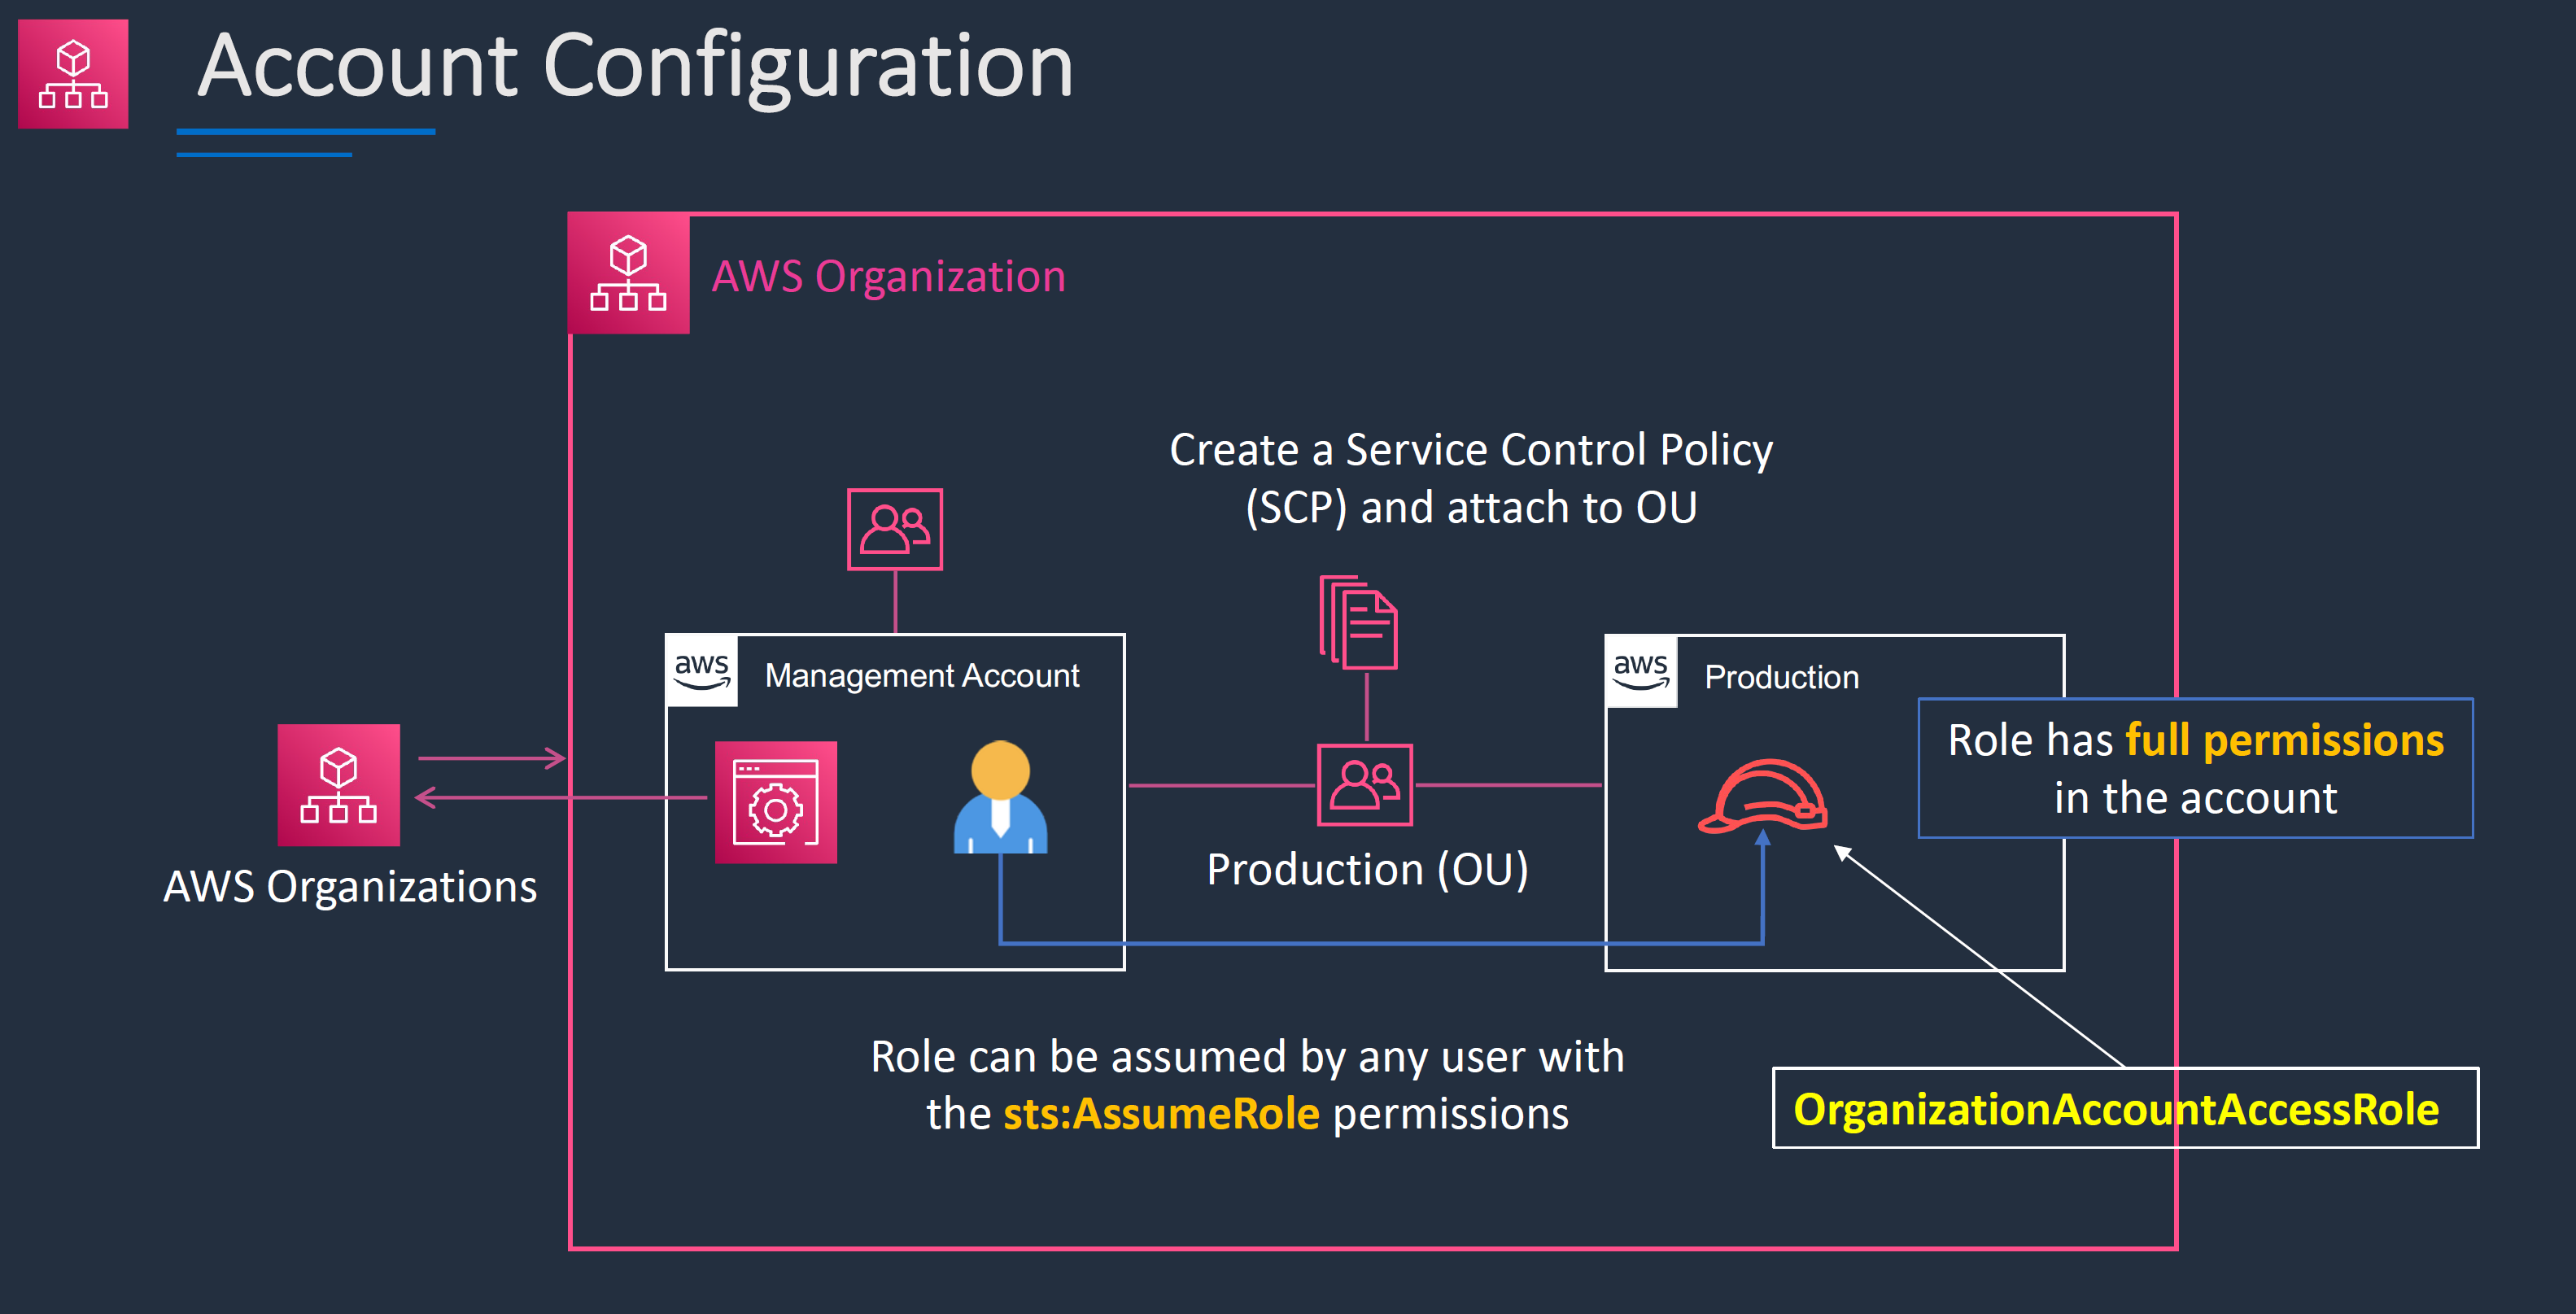 Account Configuration
AWS Organization
Create a Service Control Policy
(SCP) and attach to OU
aws
Management Account
aws
Production
Role has full permissions
in the account
AWS Organizations
Production (OU)
Role can be assumed by any user with
the sts:AssumeRole permissions
OrganizationAccountAccessRole